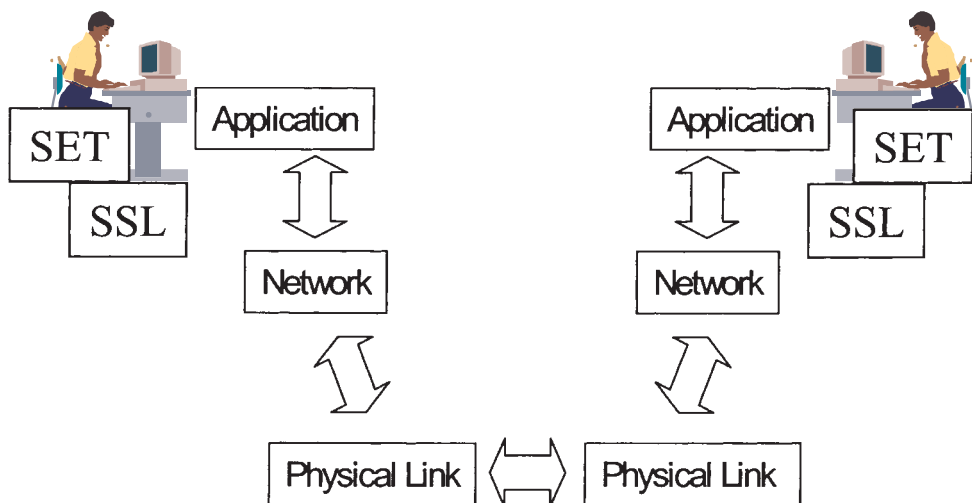 Application
SET
SSL
Application
SET
SSL
Network
Network
Physical Link
Physical Link